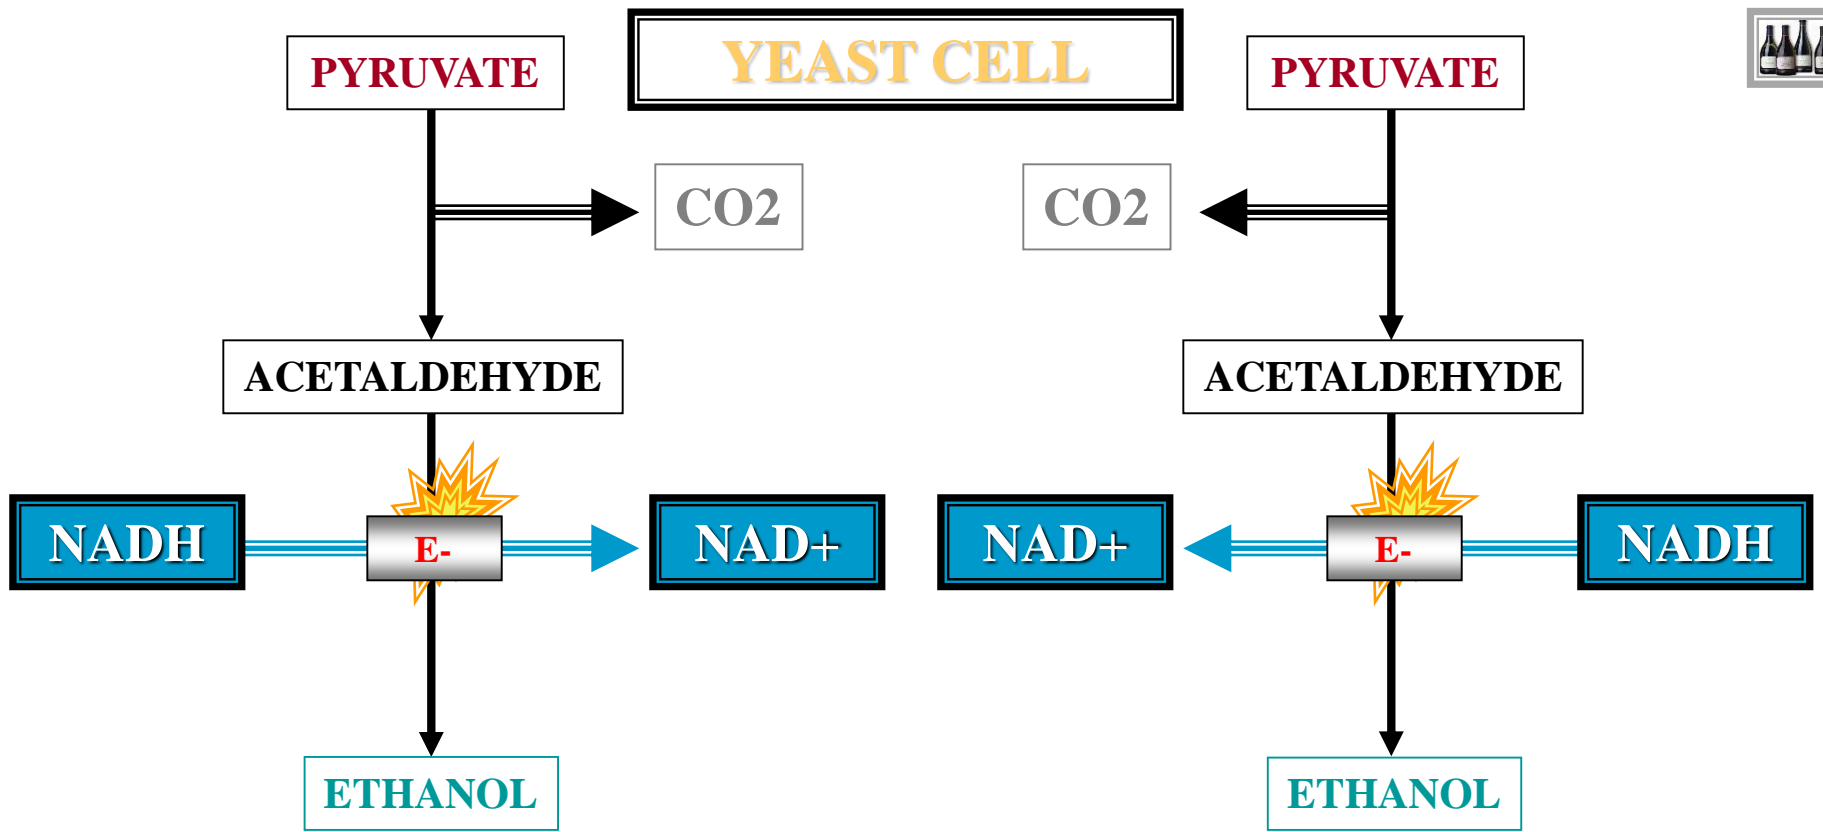 YEAST CELL
PYRUVATE
PYRUVATE
CO2
CO2
ACETALDEHYDE
ACETALDEHYDE
NADH
E-
NAD+
NAD+
E-
NADH
ETHANOL
ETHANOL